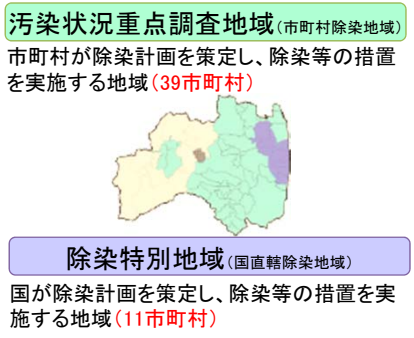 汚染状況重点調査地域(市町村除染地域)
市町村が除染計画を策定し、除染等の措置
を実施する地域(39市町村)
除染特別地域(国直轄除染地域)
国が除染計画を策定し、除染等の措置を実
施する地域(11市町村)